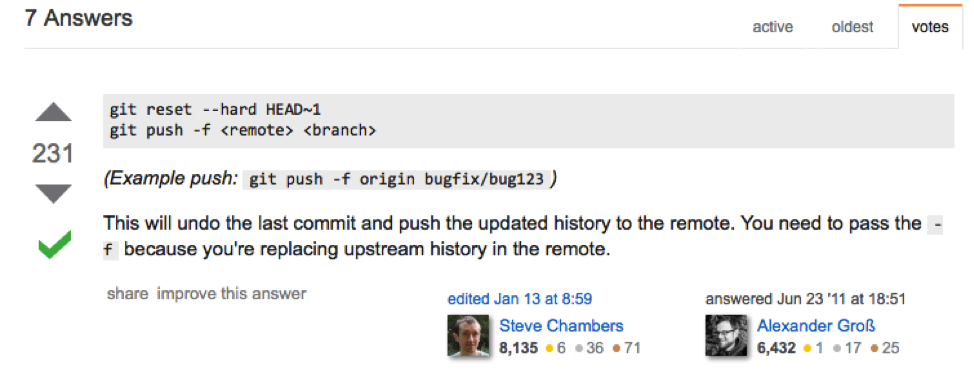 7 Answers
active oldest votes
git reset --hard HEAD~1
git push -f <remote> <branch>
231
(Example push: git push -f origin bugfix/bug123 )
This will undo the last commit and push the updated history to the remote. You need to pass the -
f because you're replacing upstream history in the remote.
share improve this answer
edited Jan 13 at 8:59
Steve Chambers
8,135 ●6 ●36 ●71
answered Jun 23 '11 at 18:51
Alexander Groß
6,432 ●1 ●17 ●25